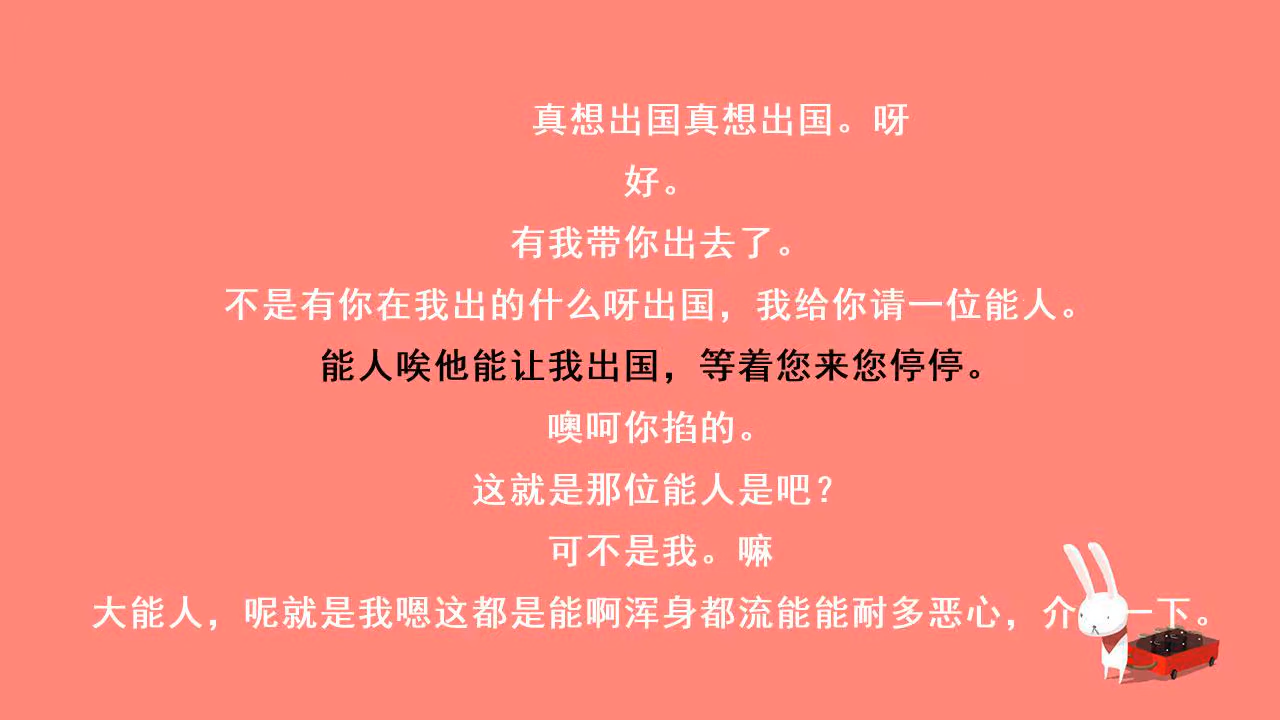 真想出国真想出国。呀
好。
有我带你出去了。
不是有你在我出的什么呀出国，我给你请一位能人。
能人唉他能让我出国，等着您来您停停。
噢呵你掐的。
这就是那位能人是吧？
可不是我。嘛
大能人，呢就是我嗯这都是能啊浑身都流能能耐多恶心，介一下。